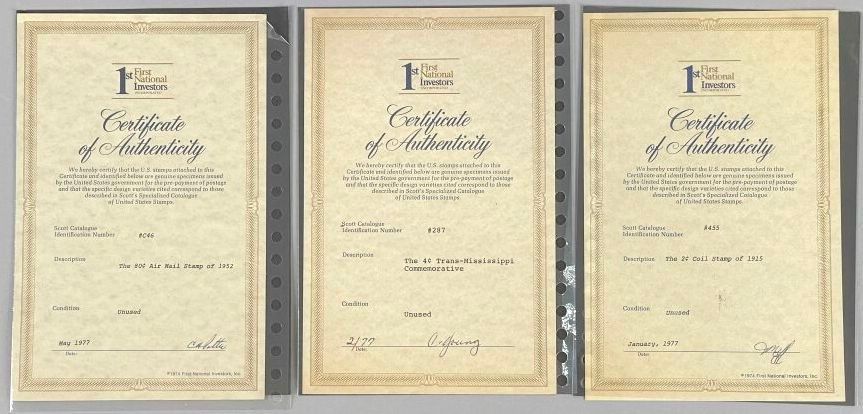 1st First
National
Investors
INCORPORATED
Certificate
of Authenticity
We hereby certify that the U.S. stamps attached to this
Certificate and identified below are genuine specimens issued
by the United States government for the pre-payment of postage
and that the specific design varieties cited correspond to those
described in Scott's Specialized Catalogue
of United States Stamps.
Scott Catalogue
Identification Number #C46
Description The 80¢ Air Mail Stamp of 1952
Condition Unused
May 1977
Date:
©1974 First National Investors, Inc.
1st First
National
Investors
INCORPORATED
Certificate
of Authenticity
We hereby certify that the U.S. stamps attached to this
Certificate and identified below are genuine specimens issued
by the United States government for the pre-payment of postage
and that the specific design varieties cited correspond to those
described in Scott's Specialized Catalogue
of United States Stamps.
Scott Catalogue
Identification Number #287
Description The 4¢ Trans-Mississippi
Commemorative
Condition
Unused
2/77 Young
Date:
1st First
National
Investors
INCORPORATED
Certificate
of Authenticity
We hereby certify that the U.S. stamps attached to this
Certificate and identified below are genuine specimens issued
by the United States government for the pre-payment of postage
and that the specific design varieties cited correspond to those
described in Scott's Specialized Catalogue
of United States Stamps.
Scott Catalogue
Identification Number #455
Description The 2¢ Coil Stamp of 1915
Condition Unused
January, 1977
Date:
©1974 First National Investors, Inc.